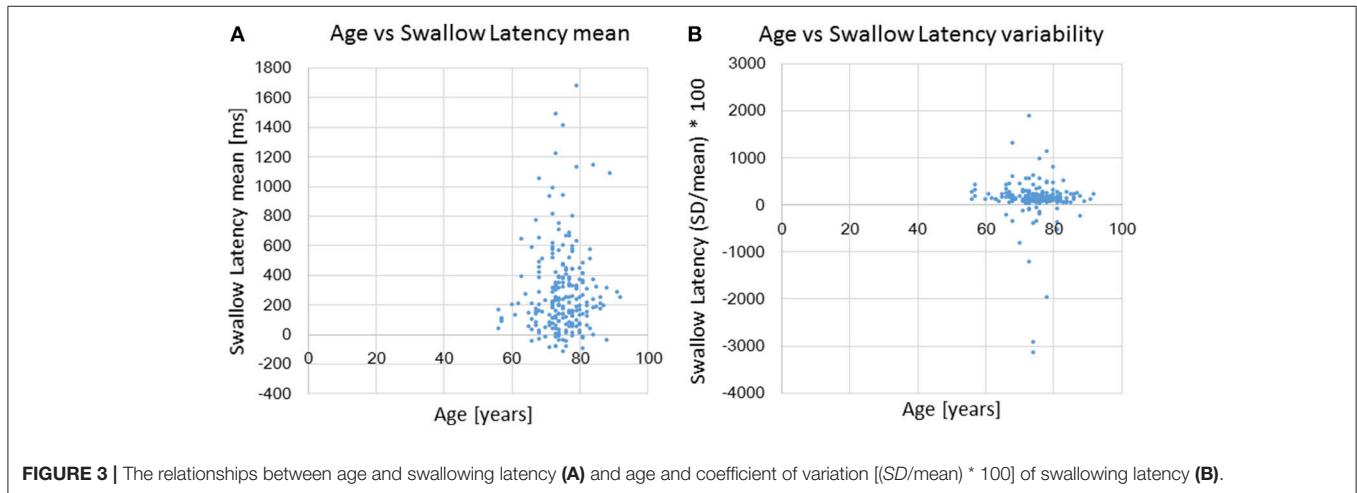 A Age vs Swallow Latency mean
Swallow Latency mean [ms]
1800
1600
1400
1200
1000
800
600
400
200
0
-200
-400
0 20 40 60 80 100
Age [years]
B Age vs Swallow Latency variability
Swallow Latency (SD/mean) * 100
3000
2000
1000
0
-1000
-2000
-3000
-4000
0 20 40 60 80 100
Age [years]
FIGURE 3 | The relationships between age and swallowing latency (A) and age and coefficient of variation [(SD/mean) * 100] of swallowing latency (B).